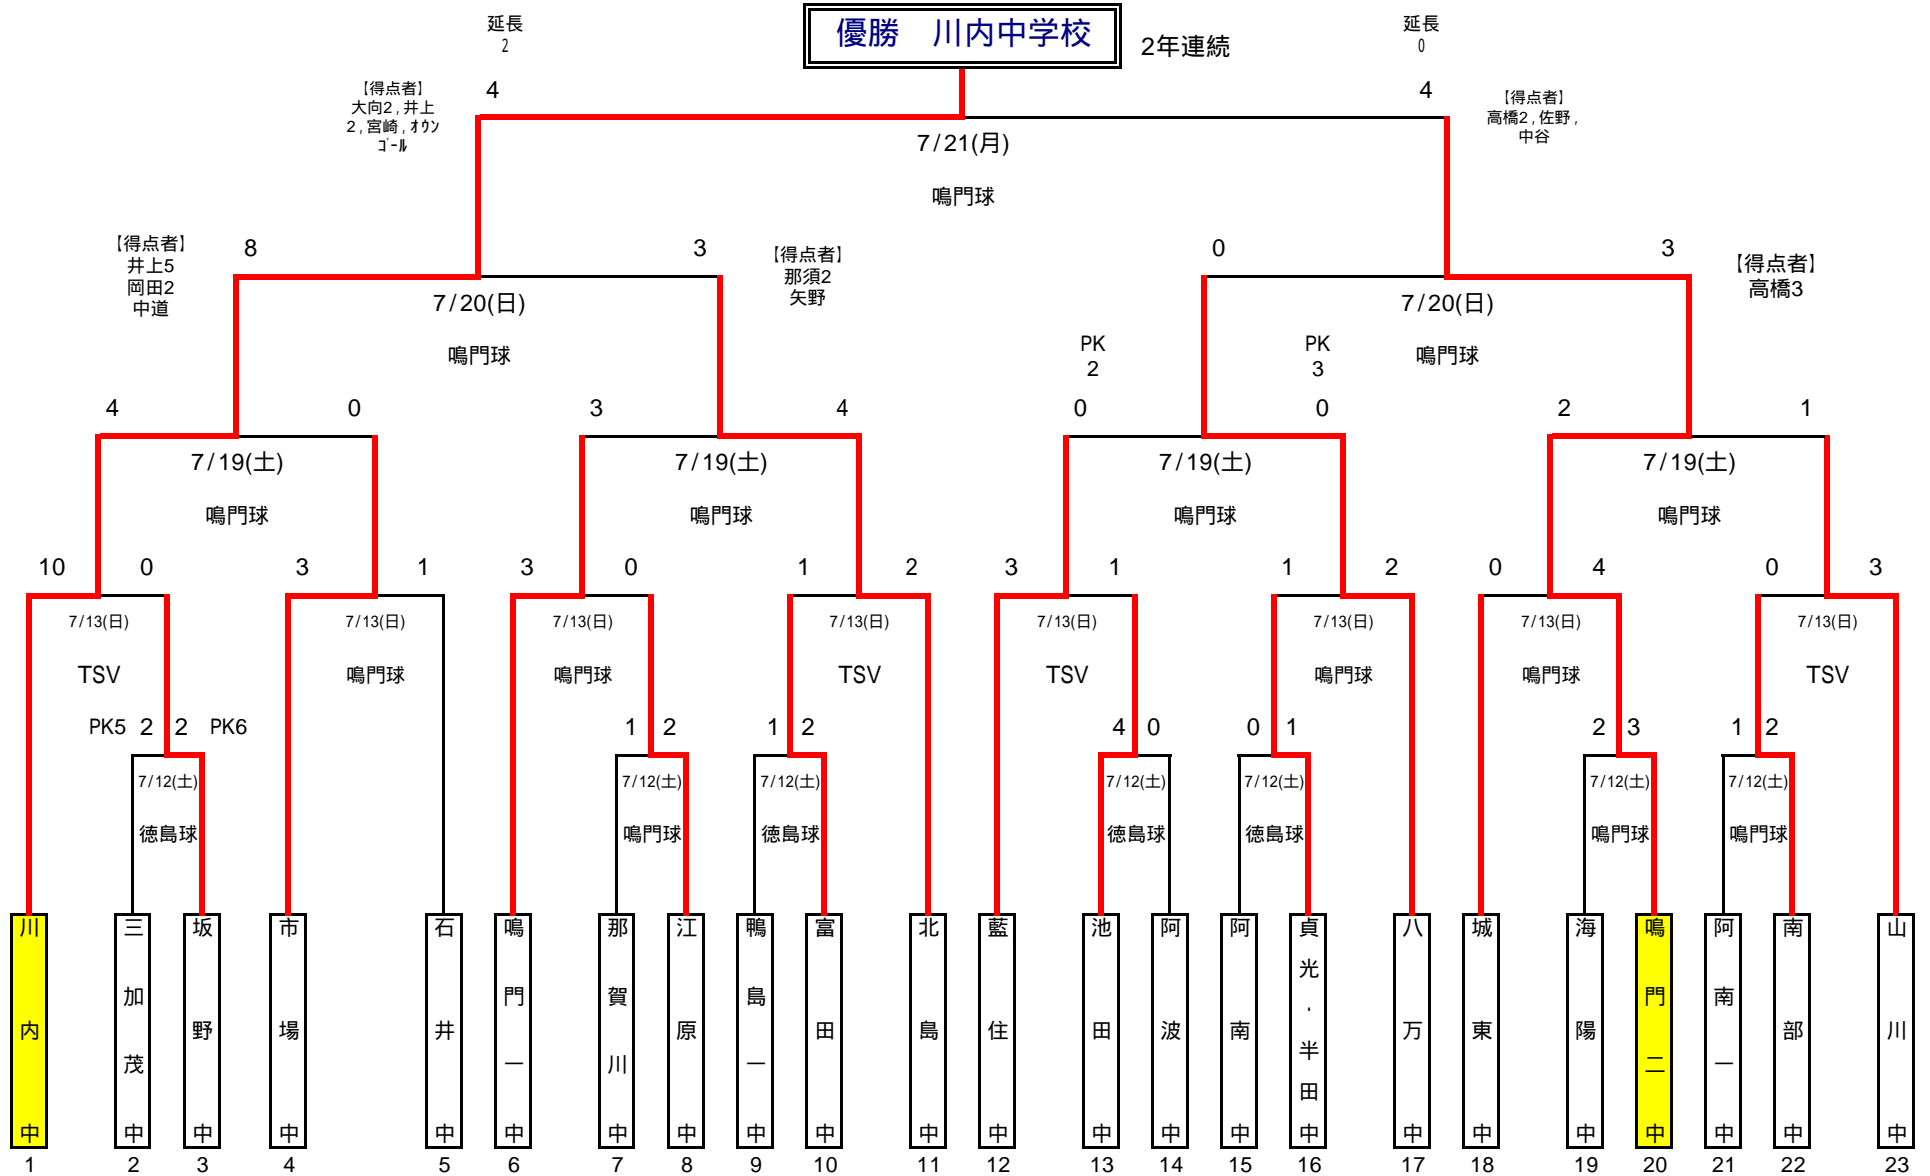 延長
2
優勝　川内中学校
2年連続
延長
0
【得点者】
大向2，井上
2，宮崎，ｵｳﾝ
ｺﾞｰﾙ
4
4
【得点者】
高橋2，佐野，
中谷
7/21(月)
鳴門球
【得点者】
井上5
岡田2
中道
8
3
【得点者】
那須2
矢野
0
3
【得点者】
高橋3
7/20(日)
鳴門球
7/20(日)
鳴門球
PK
2
PK
3
4
0
3
4
0
0
2
1
7/19(土)
7/19(土)
7/19(土)
7/19(土)
鳴門球
鳴門球
鳴門球
鳴門球
10
0
3
1
3
0
1
2
3
1
1
2
0
4
0
3
7/13(日)
7/13(日)
7/13(日)
7/13(日)
7/13(日)
7/13(日)
7/13(日)
7/13(日)
TSV
鳴門球
鳴門球
TSV
TSV
鳴門球
鳴門球
TSV
PK5
2
2
PK6
1
2
1
2
4
0
0
1
2
3
1
2
7/12(土)
7/12(土)
7/12(土)
7/12(土)
7/12(土)
7/12(土)
7/12(土)
徳島球
鳴門球
徳島球
徳島球
徳島球
鳴門球
鳴門球
川内中
三加茂中
坂野中
市場中
石井中
鳴門一中
那賀川中
江原中
鴨島一中
富田中
北島中
藍住中
池田中
阿波中
阿南中
貞光・半田中
八万中
城東中
海陽中
鳴門二中
阿南一中
南部中
山川中
1
2
3
4
5
6
7
8
9
10
11
12
13
14
15
16
17
18
19
20
21
22
23